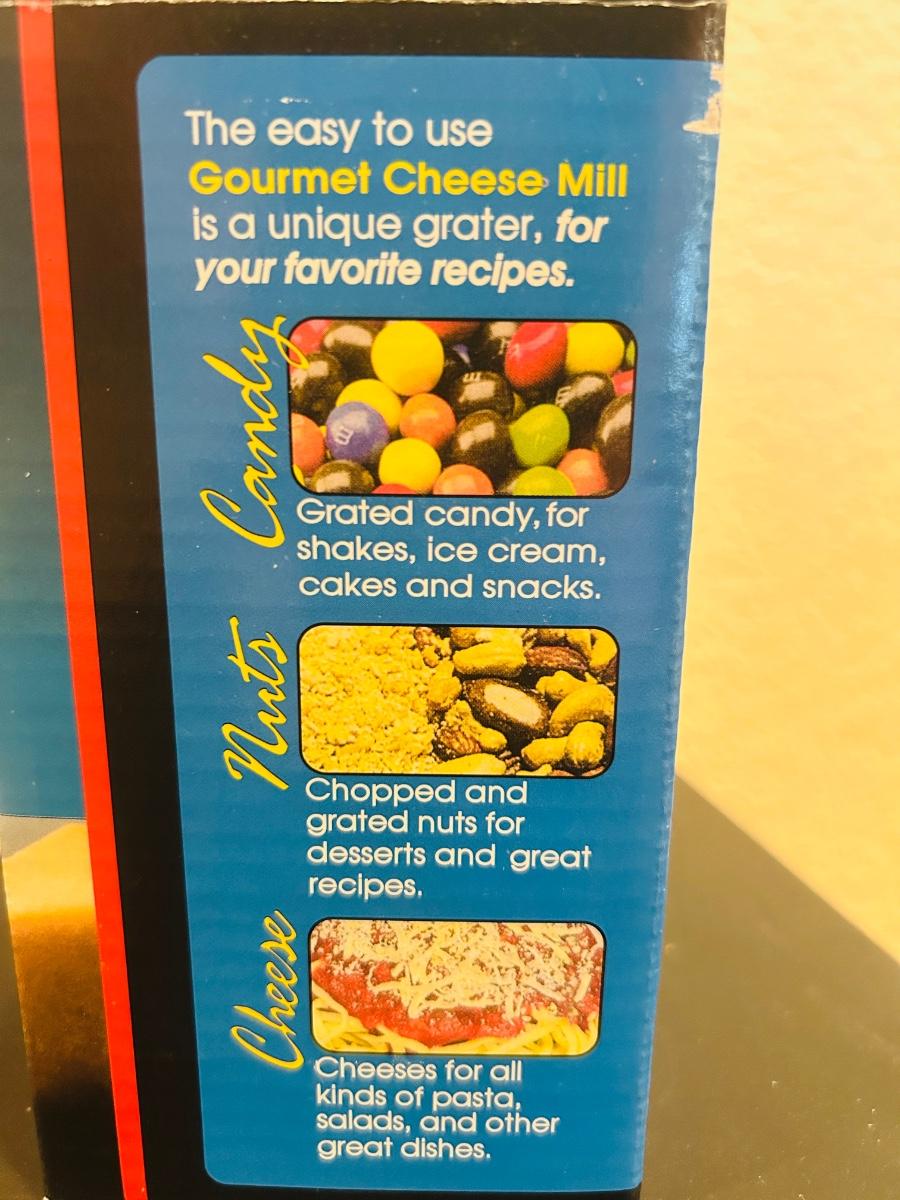 The easy to use
Gourmet Cheese Mill
is a unique grater, for
your favorite recipes.
Candy
m
m
Grated candy, for
shakes, ice cream,
cakes and snacks.
Nuts
Chopped and
grated nuts for
desserts and great
recipes.
Cheese
Cheeses for all
kinds of pasta,
salads, and other
great dishes.